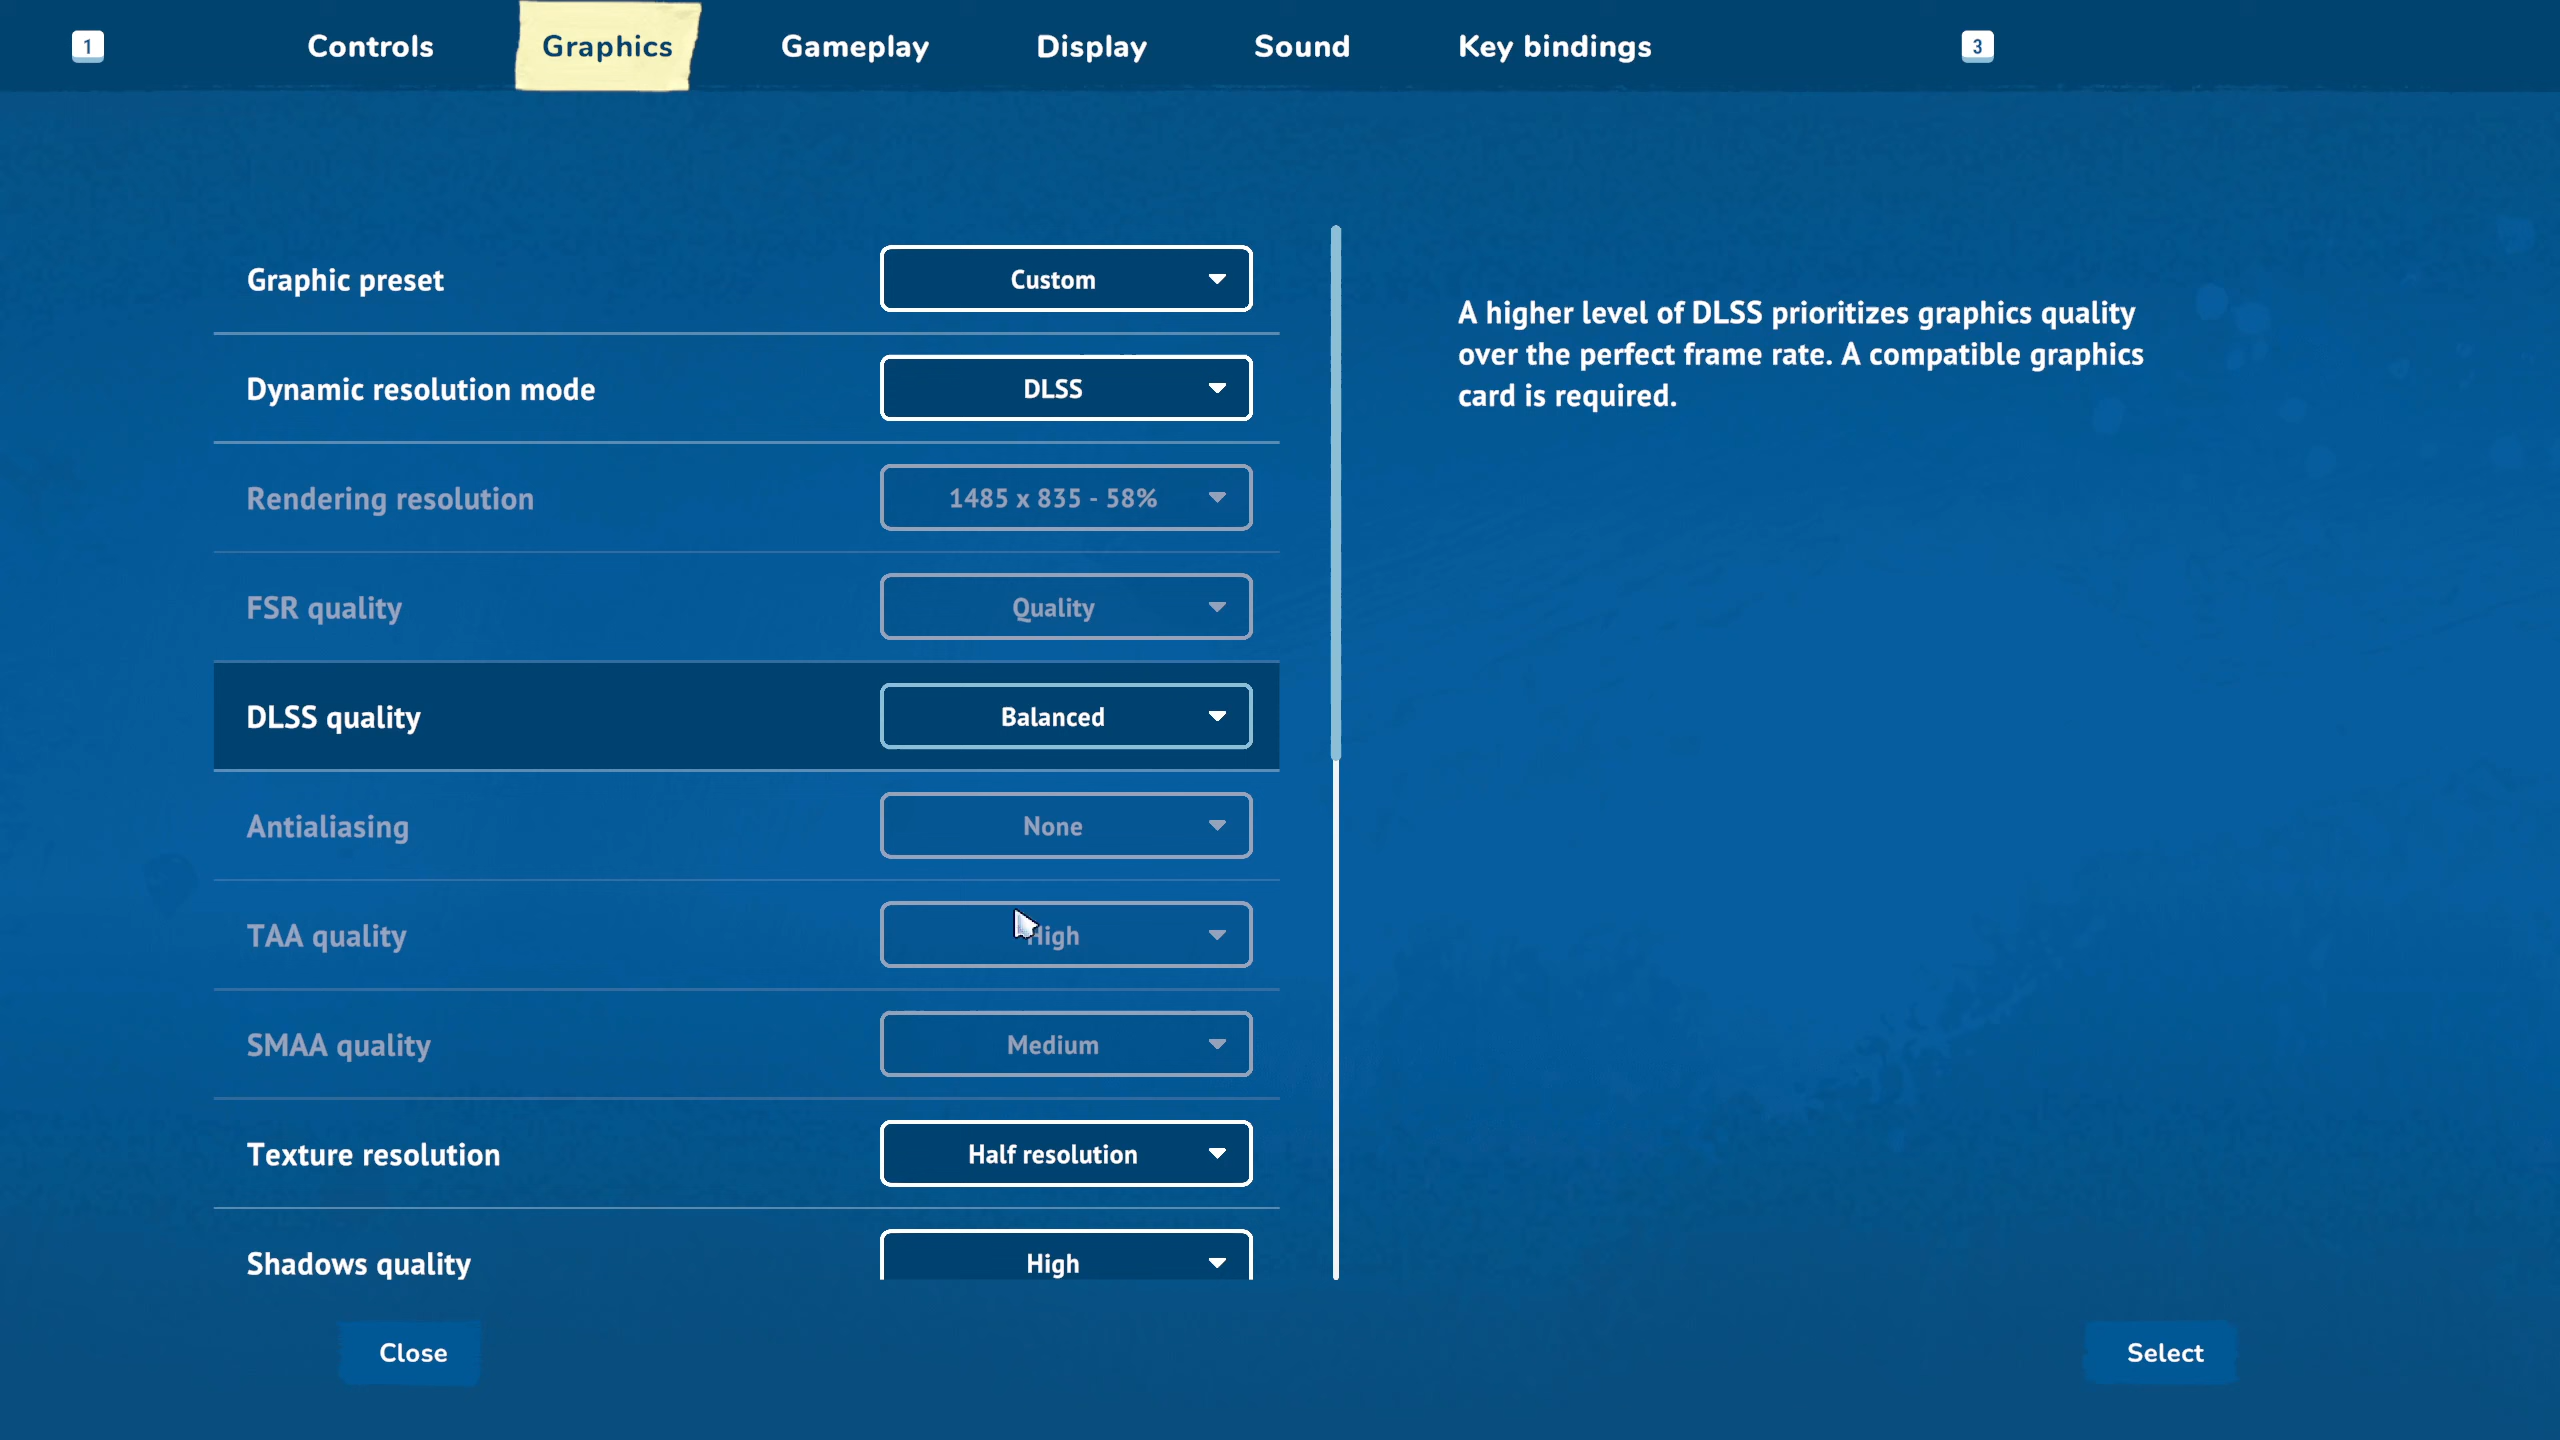 1
Controls
Graphics
Gameplay
Display
Sound
Key bindings
3
Graphic preset
Custom
Dynamic resolution mode
DLSS
Rendering resolution
1485 x 835 - 58%
FSR quality
Quality
DLSS quality
Balanced
Antialiasing
None
TAA quality
High
SMAA quality
Medium
Texture resolution
Half resolution
Shadows quality
High
A higher level of DLSS prioritizes graphics quality
over the perfect frame rate. A compatible graphics
card is required.
Close
Select